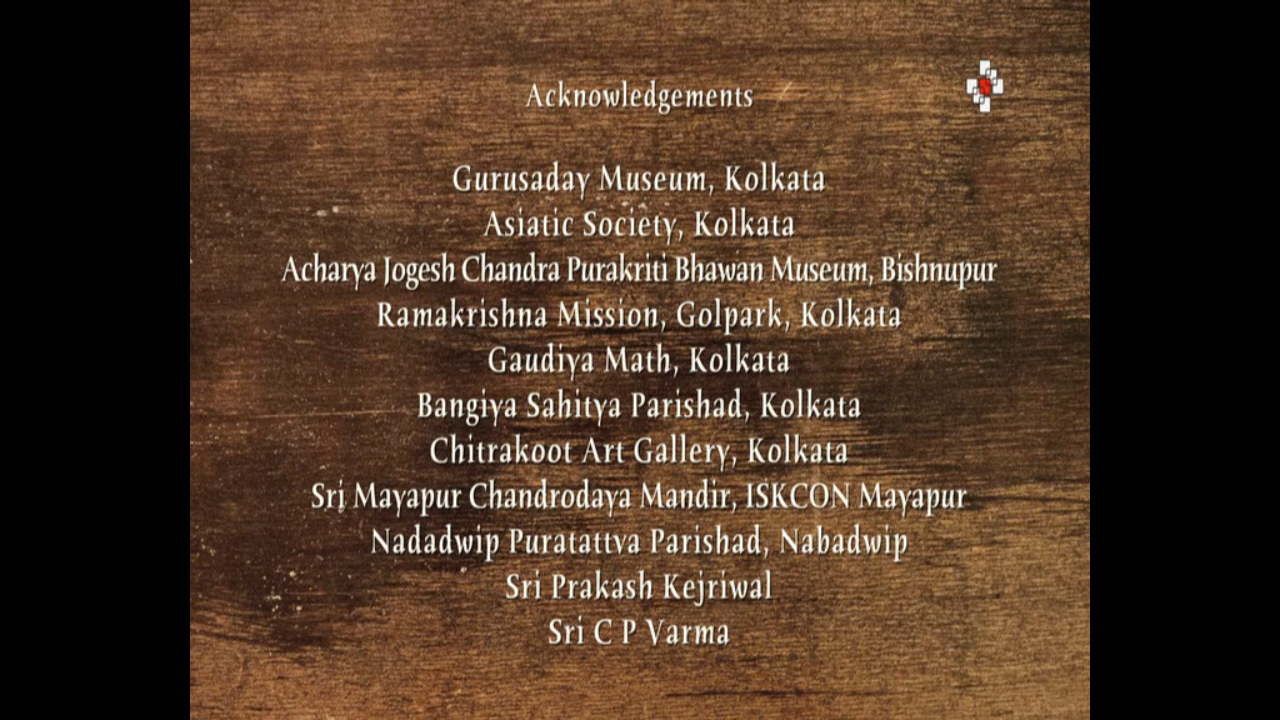 Acknowledgements
Gurusaday Museum, Kolkata
Asiatic Society, Kolkata
Acharya Jogesh Chandra Purakriti Bhawan Museum, Bishnupur
Ramakrishna Mission, Golpark, Kolkata
Gaudiya Math, Kolkata
Bangiya Sahitya Parishad, Kolkata
Chitrakoot Art Gallery, Kolkata
Sri Mayapur Chandrodaya Mandir, ISKCON Mayapur
Nadadwip Puratattva Parishad, Nabadwip
Sri Prakash Kejriwal
Sri C P Varma